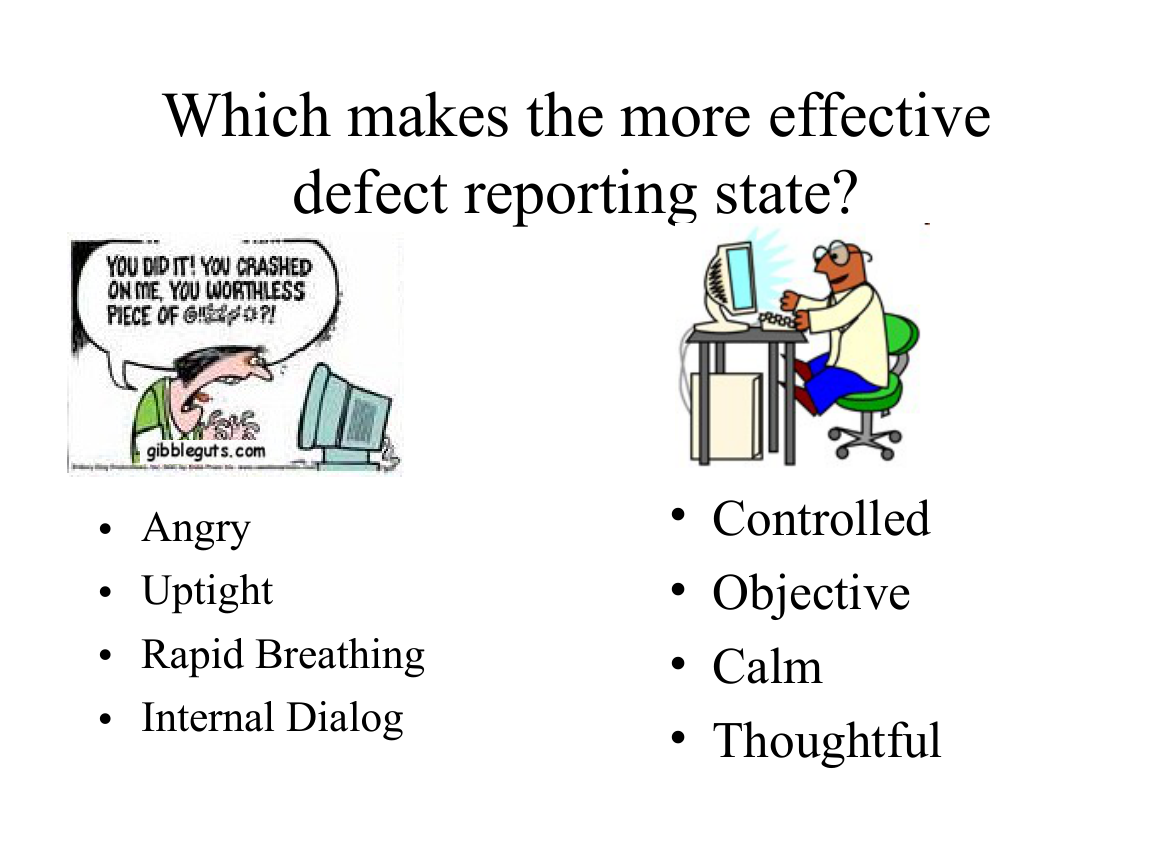 Which makes the more effective
defect reporting state?
YOU DID IT! YOU CRASHED
ON ME, YOU WORTHLESS
PIECE OF @!
gibbleguts.com
• Angry
• Uptight
• Rapid Breathing
• Internal Dialog
• Controlled
• Objective
• Calm
• Thoughtful